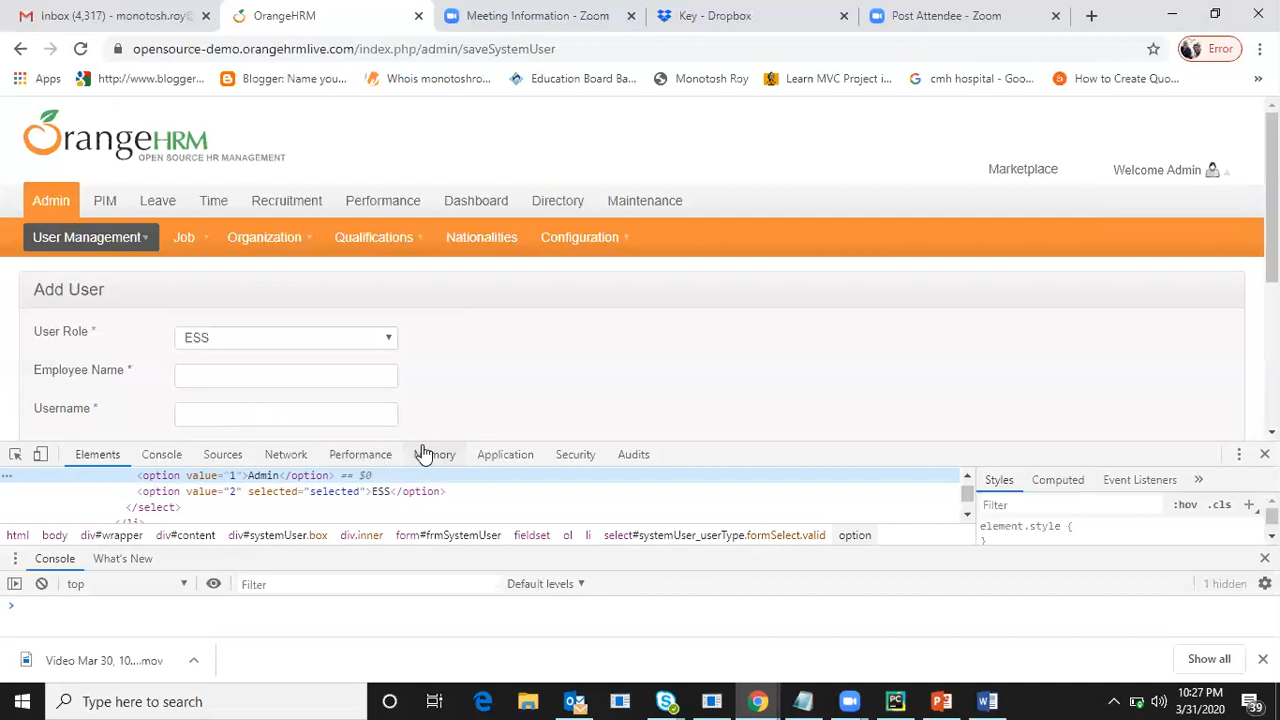 inbox (4,317) - monotosh.roy@
OrangeHRM
Meeting Information - Zoom
Key - Dropbox
Post Attendee - Zoom
opensource-demo.orangehrmlive.com/index.php/admin/saveSystemUser
Error
Apps
http://www.blogger...
Blogger: Name you...
Whois monotoshro...
Education Board Ba...
Monotosh Roy
Learn MVC Project i...
cmh hospital - Goo...
How to Create Quo...
OrangeHRM
OPEN SOURCE HR MANAGEMENT
Marketplace
Welcome Admin
Admin PIM Leave Time Recruitment Performance Dashboard Directory Maintenance
User Management Job Organization Qualifications Nationalities Configuration
Add User
User Role *
ESS
Employee Name *
Username *
Elements Console Sources Network Performance Memory Application Security Audits
<option value="1">Admin</option> == $0
<option value="2" selected="selected">ESS</option>
</select>
</li>
Styles Computed Event Listeners »
Filter :hov .cls +
element.style {
}
html body div#wrapper div#content div#systemUser.box div.inner form#frmSystemUser fieldset ol li select#systemUser_userType.formSelect.valid option
Console What's New
top Filter Default levels 1 hidden
>
Video Mar 30, 10....mov
Show all
Type here to search
10:27 PM
3/31/2020
39